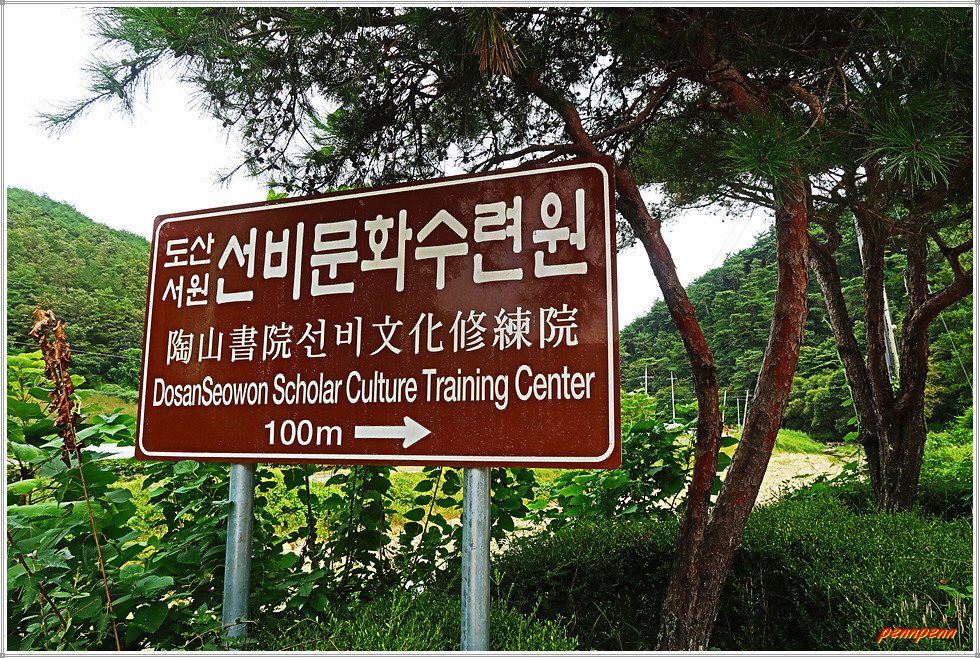 도산서원 선비문화수련원
陶山書院선비文化修練院
DosanSeowon Scholar Culture Training Center
100m →
pennpenn